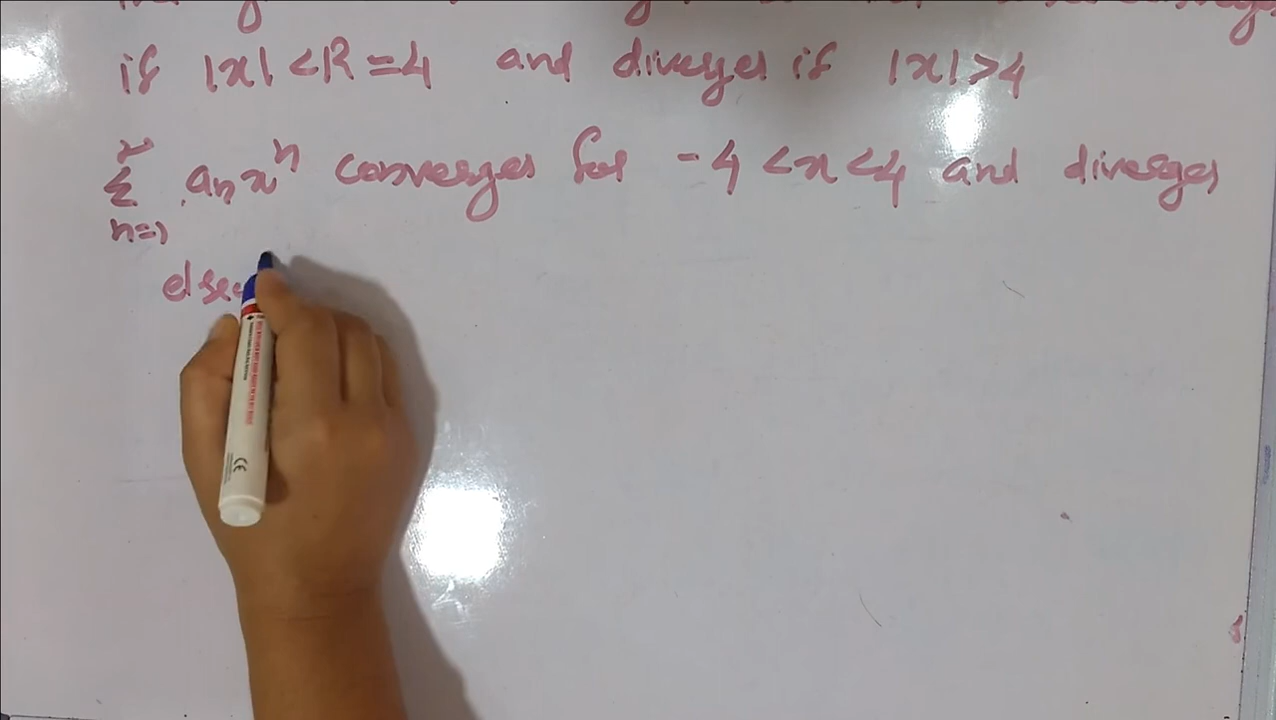 if |x| < R = 4 and diverges if |x| > 4
∞
Σ aₙxⁿ converges for -4 < x < 4 and diverges
n=1
else